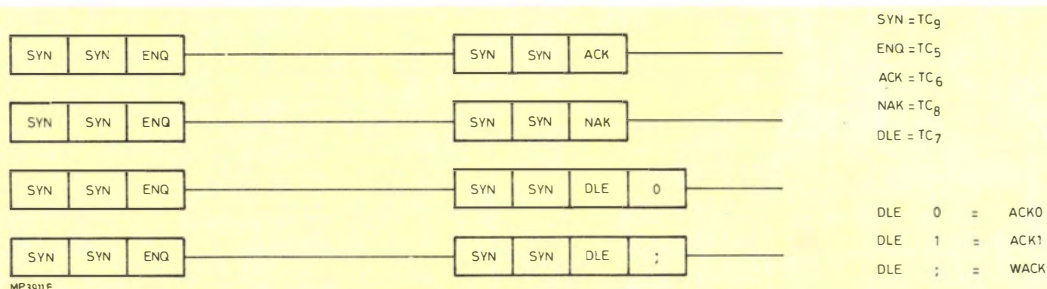 SYN SYN ENQ SYN SYN ACK
SYN SYN ENQ SYN SYN NAK
SYN SYN ENQ SYN SYN DLE 0
SYN SYN ENQ SYN SYN DLE ;
MP3911E
SYN = TC9
ENQ = TC5
ACK = TC6
NAK = TC8
DLE = TC7
DLE 0 = ACK0
DLE 1 = ACK1
DLE ; = WACK